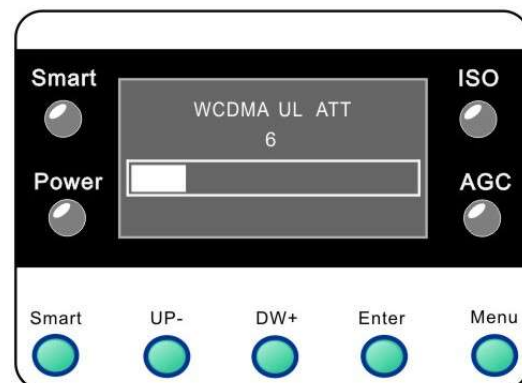 Smart
ISO
WCDMA UL ATT
6
Power
AGC
Smart UP- DW+ Enter Menu